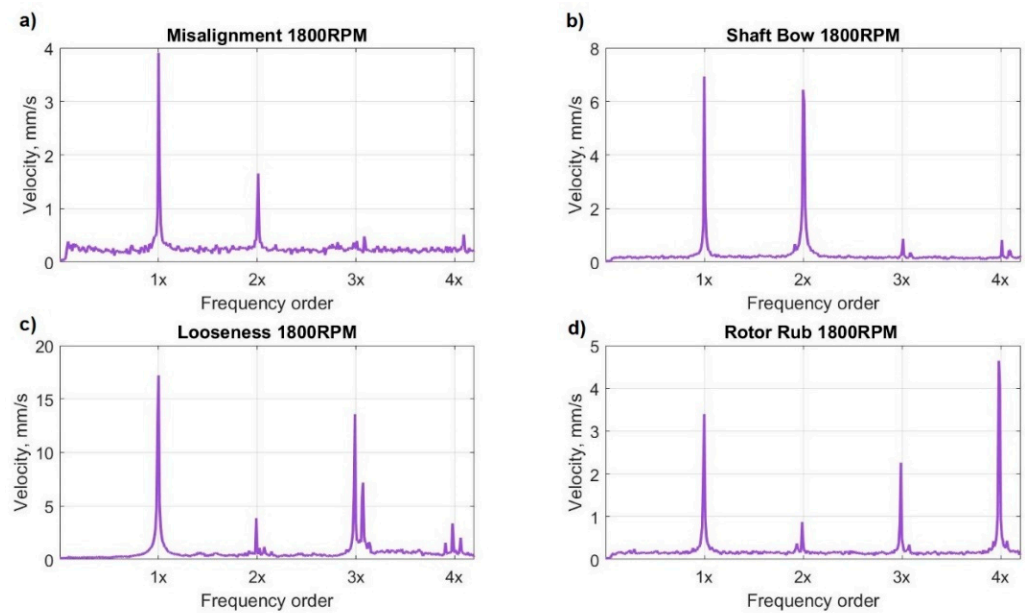 a)
Misalignment 1800RPM
4
3
2
1
0
Velocity, mm/s
1x 2x 3x 4x
Frequency order
b)
Shaft Bow 1800RPM
8
6
4
2
0
Velocity, mm/s
1x 2x 3x 4x
Frequency order
c)
Looseness 1800RPM
20
15
10
5
0
Velocity, mm/s
1x 2x 3x 4x
Frequency order
d)
Rotor Rub 1800RPM
5
4
3
2
1
0
Velocity, mm/s
1x 2x 3x 4x
Frequency order